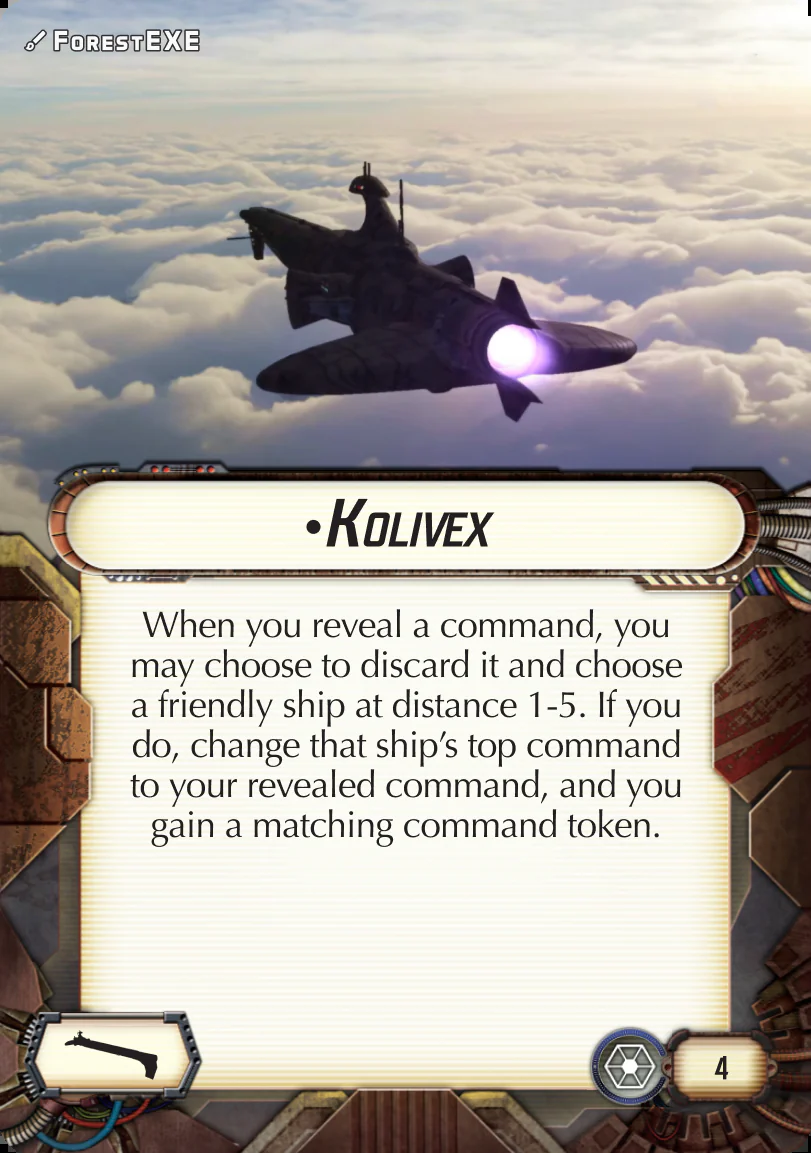 ForestEXE
•Kolivex
When you reveal a command, you
may choose to discard it and choose
a friendly ship at distance 1-5. If you
do, change that ship's top command
to your revealed command, and you
gain a matching command token.
4